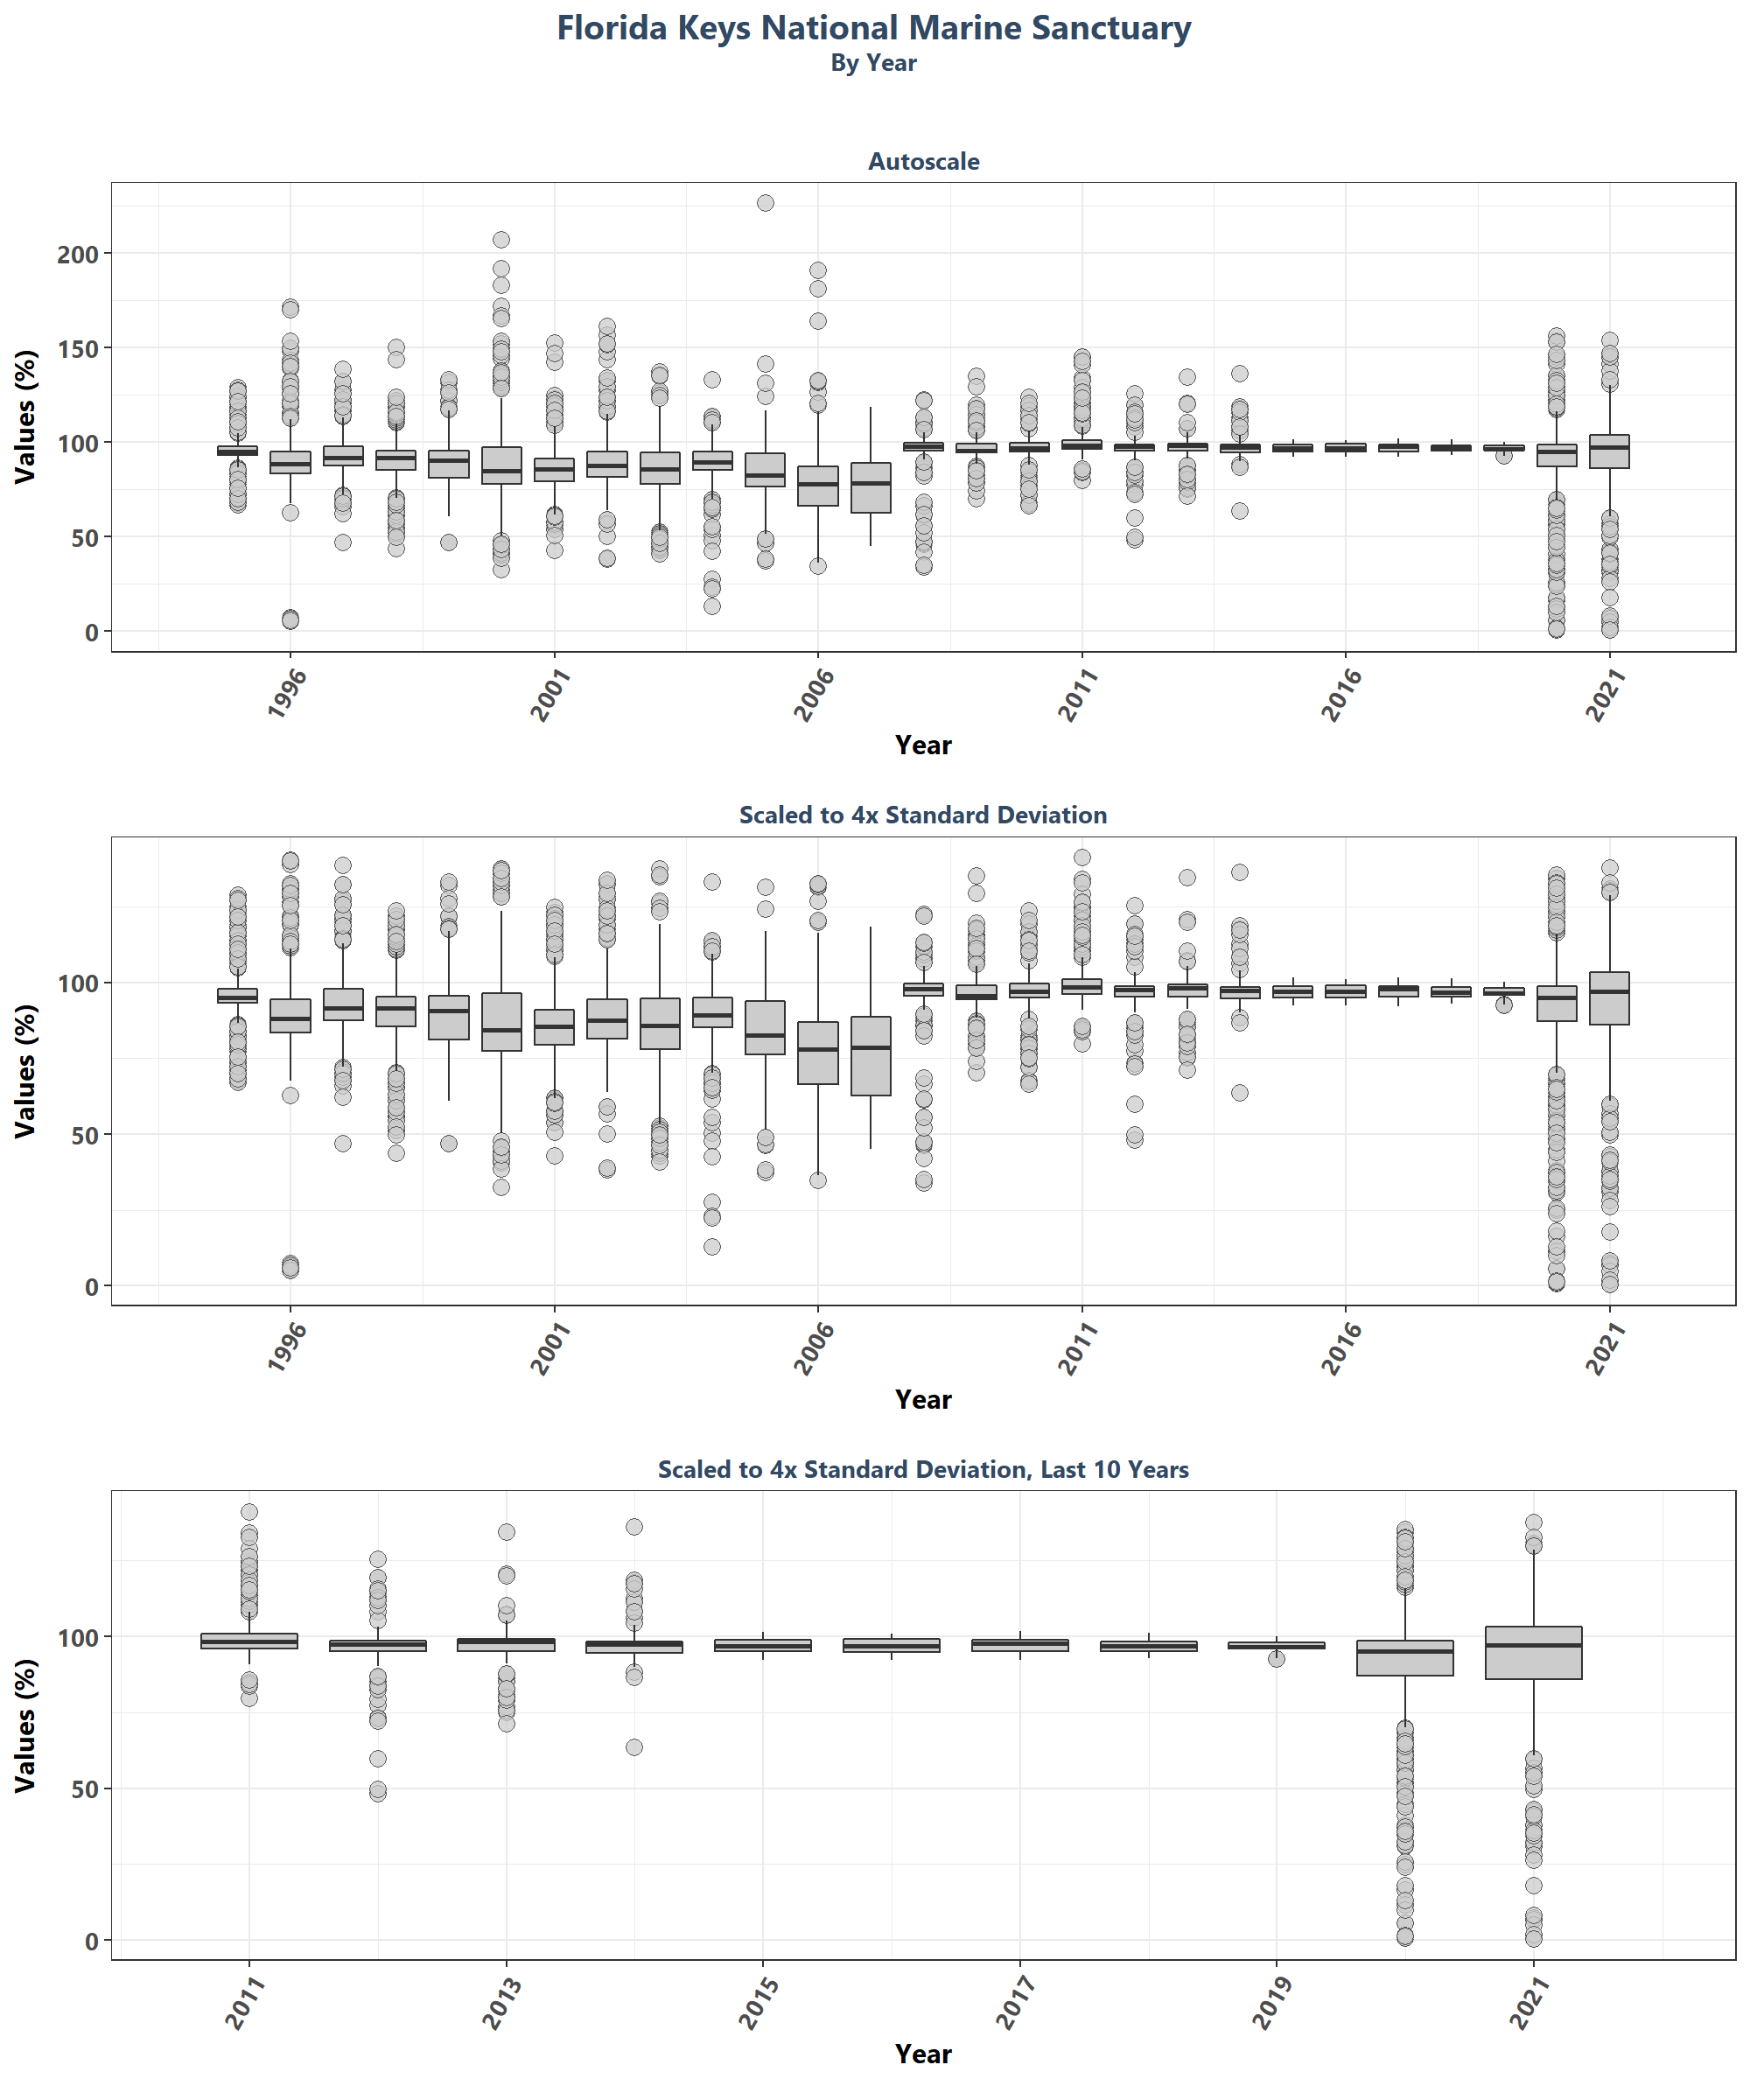 Florida Keys National Marine Sanctuary
By Year
Autoscale
Values (%)
200
150
100
50
0
1996
2001
2006
2011
2016
2021
Year
Scaled to 4x Standard Deviation
Values (%)
100
50
0
1996
2001
2006
2011
2016
2021
Year
Scaled to 4x Standard Deviation, Last 10 Years
Values (%)
100
50
0
2011
2013
2015
2017
2019
2021
Year